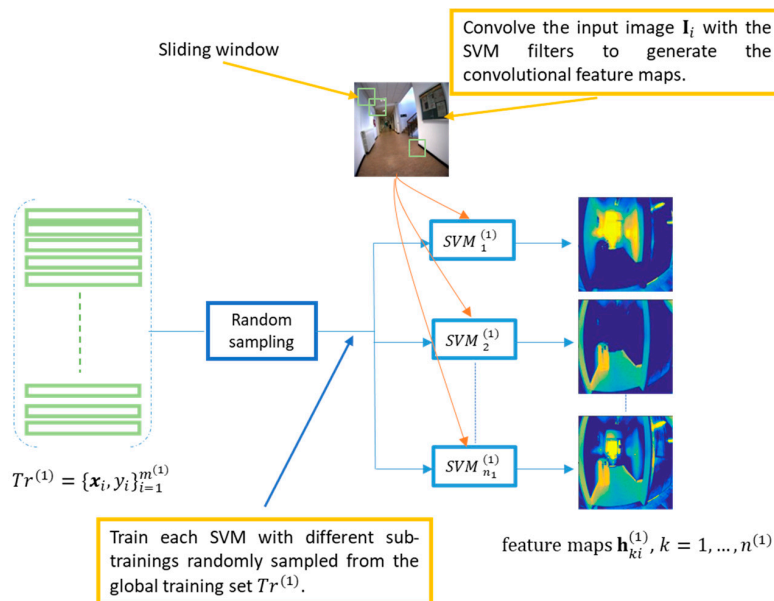 Sliding window
Convolve the input image I_i with the
SVM filters to generate the
convolutional feature maps.
SVM_1^{(1)}
Random
sampling
SVM_2^{(1)}
SVM_{n_1}^{(1)}
Tr^{(1)} = {x_i, y_i}_{i=1}^{m^{(1)}}
Train each SVM with different sub-
trainings randomly sampled from the
global training set Tr^{(1)}.
feature maps h_{ki}^{(1)}, k = 1, ..., n^{(1)}